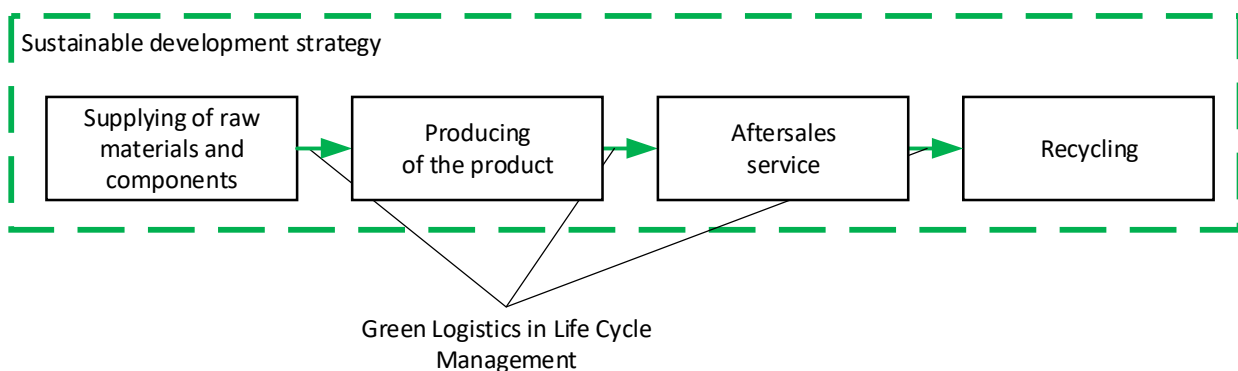 Sustainable development strategy
Supplying of raw
materials and
components
Producing
of the product
Aftersales
service
Recycling
Green Logistics in Life Cycle
Management